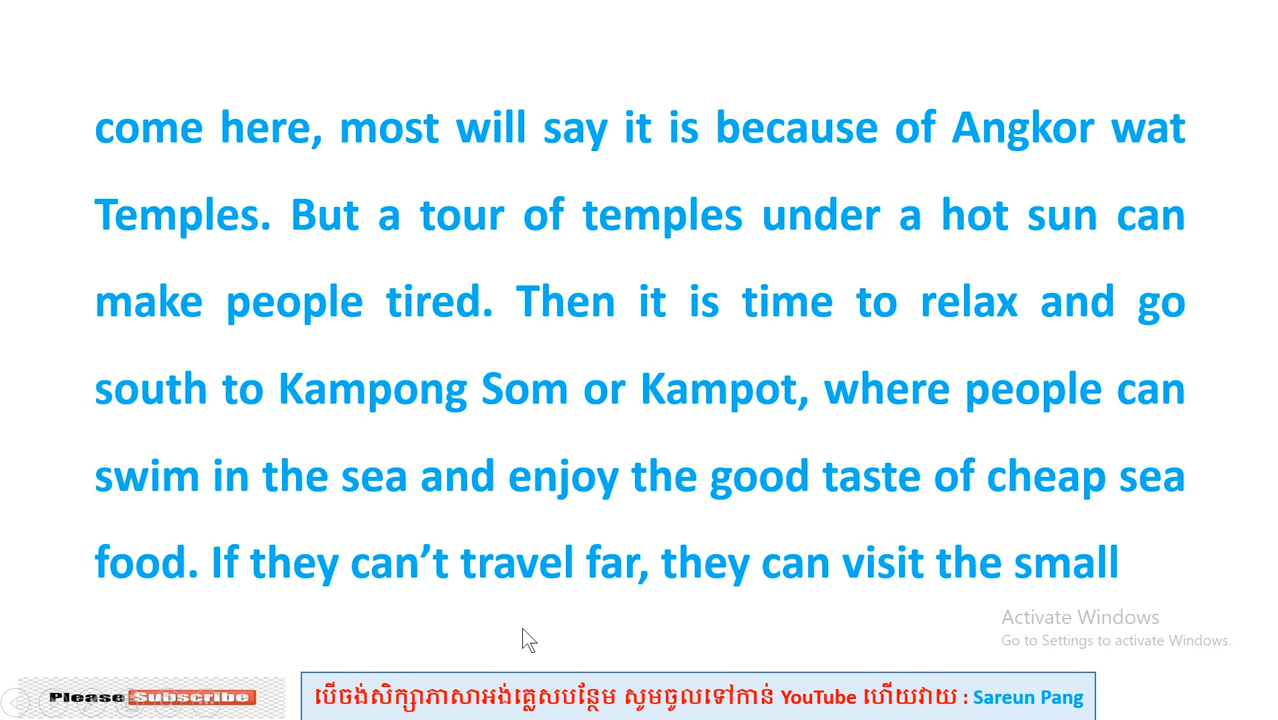 come here, most will say it is because of Angkor wat
Temples. But a tour of temples under a hot sun can
make people tired. Then it is time to relax and go
south to Kampong Som or Kampot, where people can
swim in the sea and enjoy the good taste of cheap sea
food. If they can’t travel far, they can visit the small
Activate Windows
Go to Settings to activate Windows.
Please Subscribe
បើចង់សិក្សាភាសាអង់គ្លេសបន្ថែម សូមចូលទៅកាន់ YouTube ហើយវាយ : Sareun Pang